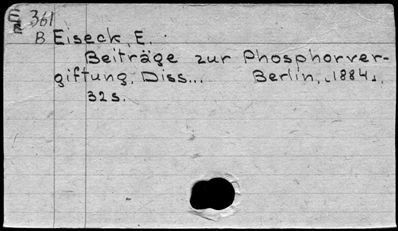 E 361
B Eiseck, E.
Beiträge zur Phosphorver-
giftung, Diss... Berlin, 1884.
32 s.